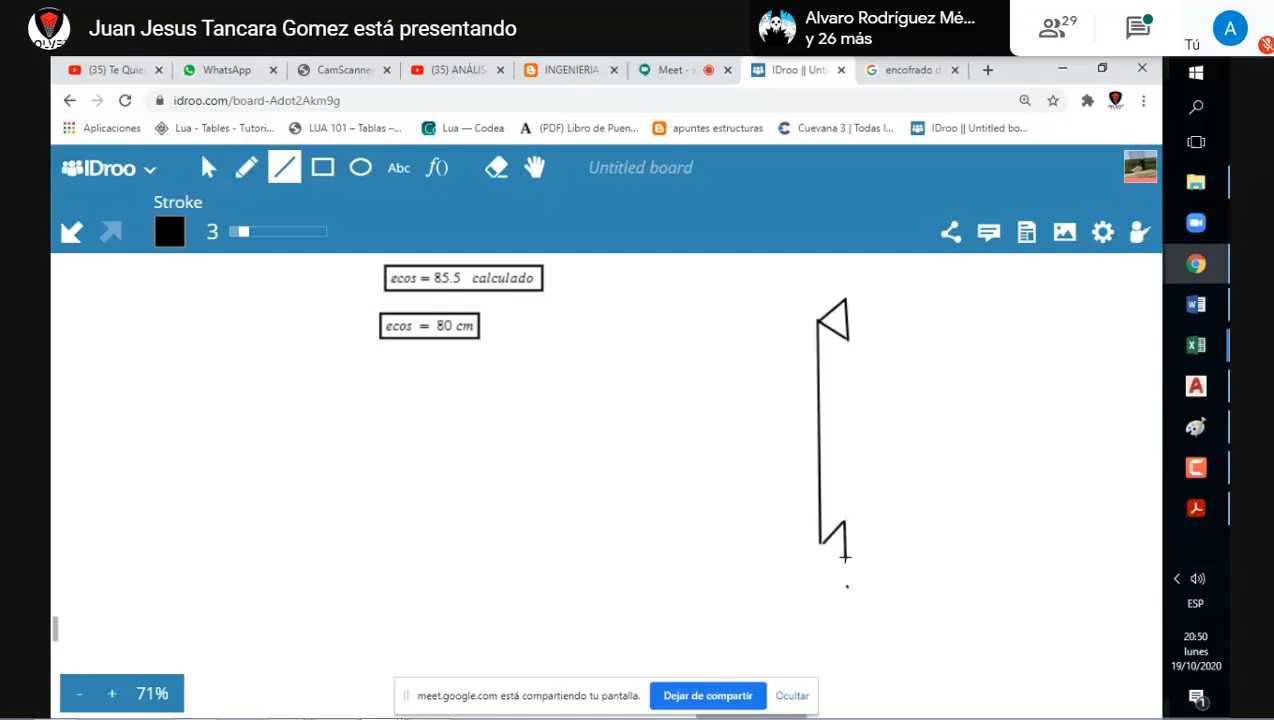 Juan Jesus Tancara Gomez está presentando
Alvaro Rodríguez Mé...
y 26 más
29
Tú
A
(35) Te Quie
WhatsApp
CamScanner
(35) ANÁLIS
INGENIERIA
Meet -
IDroo || Unti
encofrado d
idroo.com/board-Adot2Akm9g
Aplicaciones
Lua - Tables - Tutori...
LUA 101 – Tablas –...
Lua — Codea
(PDF) Libro de Puen...
apuntes estructuras
Cuevana 3 | Todas l...
IDroo || Untitled bo...
IDroo
Abc
f()
Untitled board
Stroke
3
ecos = 85.5 calculado
ecos = 80 cm
ESP
20:50
lunes
19/10/2020
1
- + 71%
meet.google.com está compartiendo tu pantalla.
Dejar de compartir
Ocultar